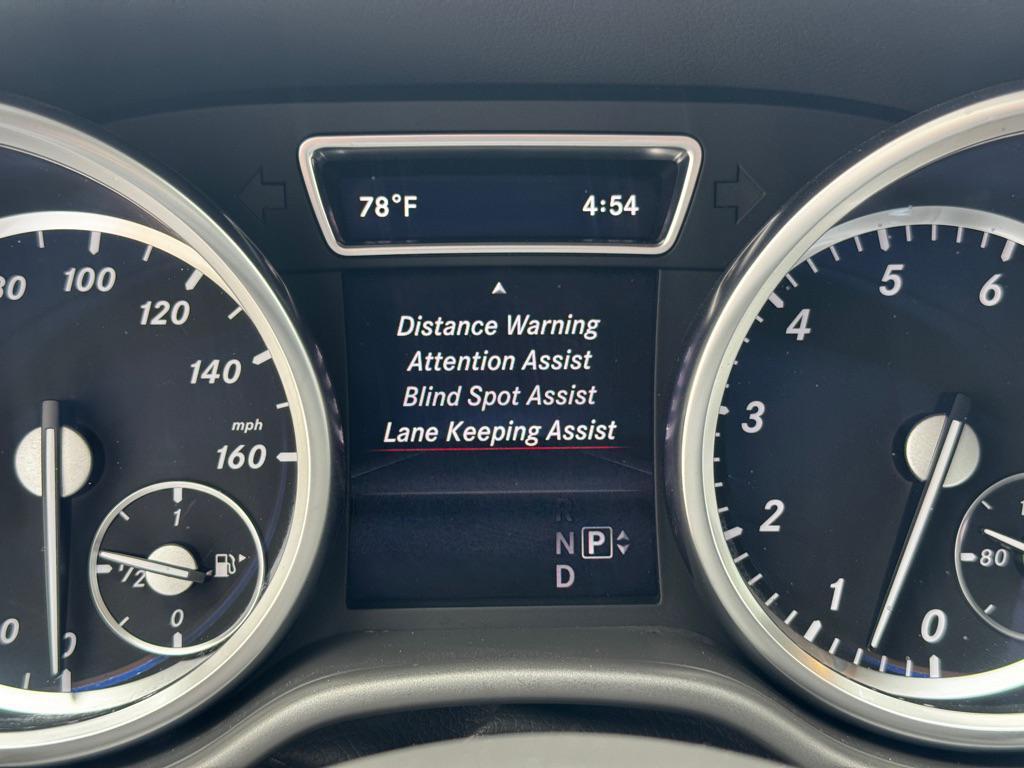 78°F 4:54
Distance Warning
Attention Assist
Blind Spot Assist
Lane Keeping Assist
R
N P
D
100
120
140
mph
160
1
1/2
0
0
6
5
4
3
2
1
0
80